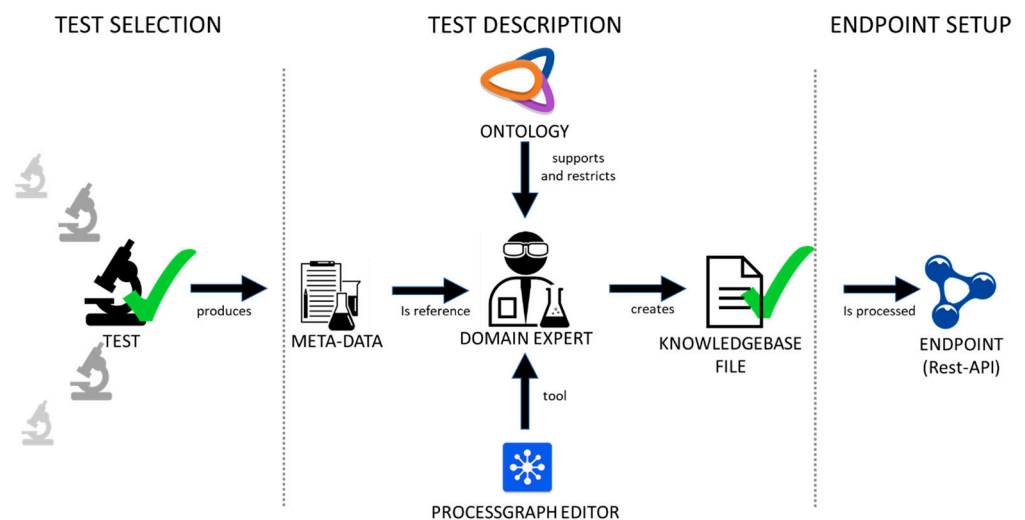 TEST SELECTION
TEST DESCRIPTION
ENDPOINT SETUP
ONTOLOGY
supports
and restricts
produces
Is reference
creates
Is processed
TEST
META-DATA
DOMAIN EXPERT
KNOWLEDGEBASE
FILE
ENDPOINT
(Rest-API)
tool
PROCESSGRAPH EDITOR